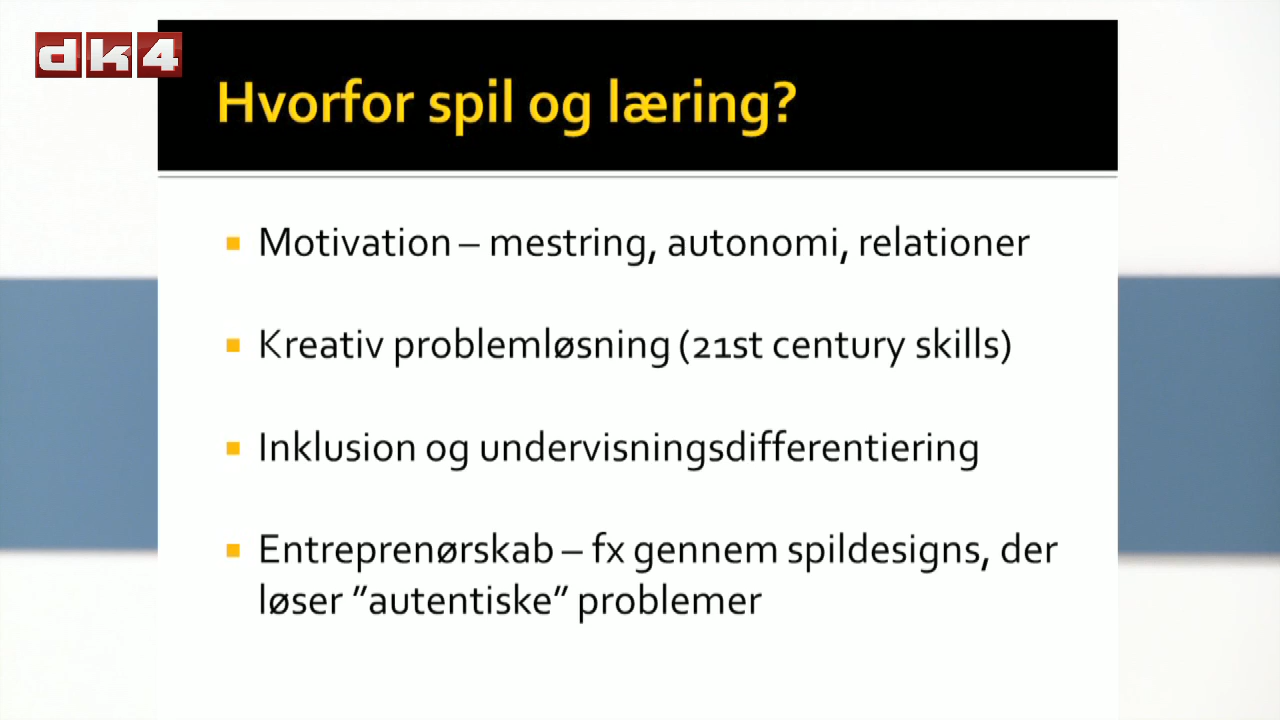 dk4
Hvorfor spil og læring?
Motivation – mestring, autonomi, relationer
Kreativ problemløsning (21st century skills)
Inklusion og undervisningsdifferentiering
Entreprenørskab – fx gennem spildesigns, der
løser ”autentiske” problemer